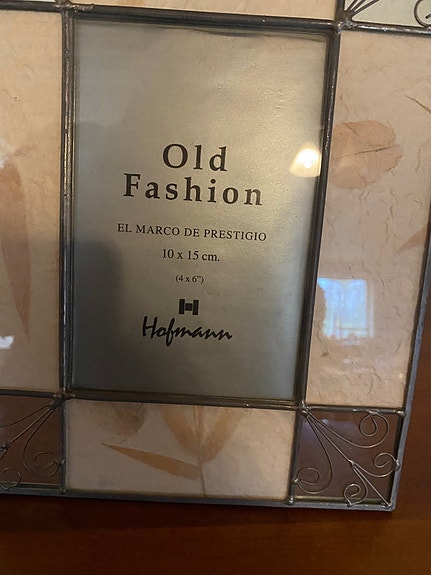 Old
Fashion
EL MARCO DE PRESTIGIO
10 x 15 cm.
(4 x 6")
Hofmann